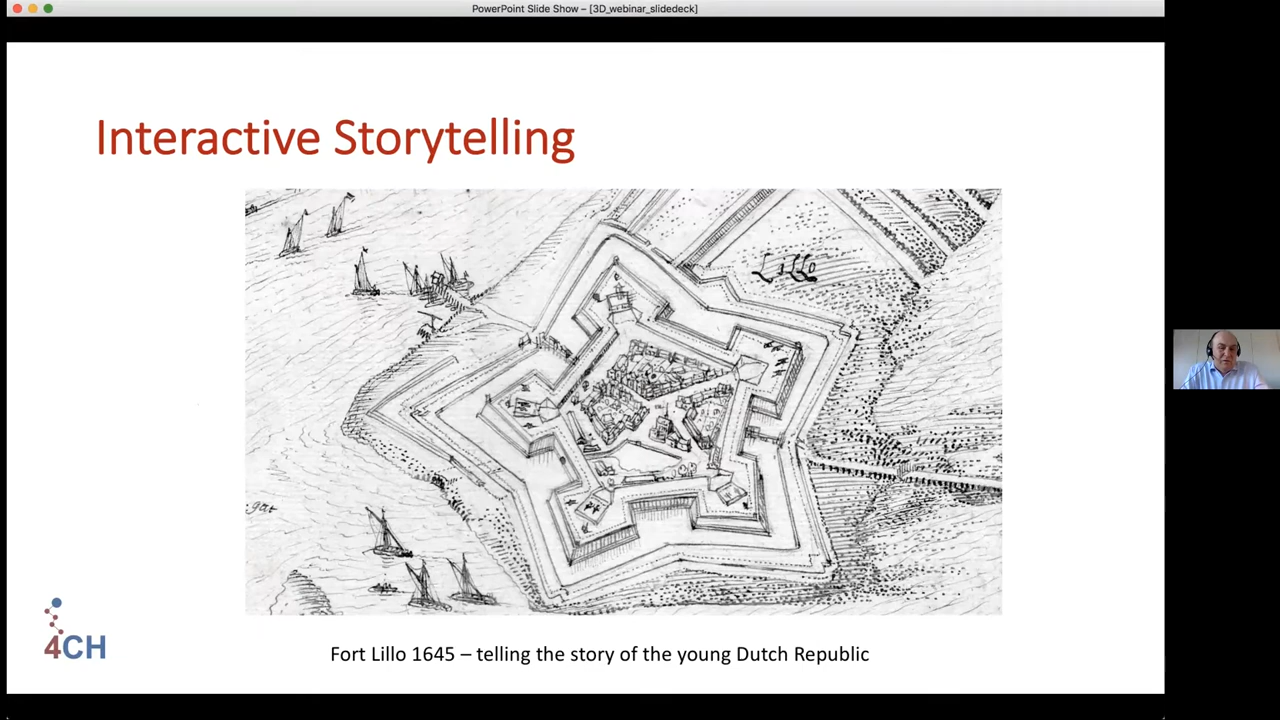 PowerPoint Slide Show – [3D_webinar_slidedeck]
Interactive Storytelling
Lillo
gat
4CH
Fort Lillo 1645 – telling the story of the young Dutch Republic